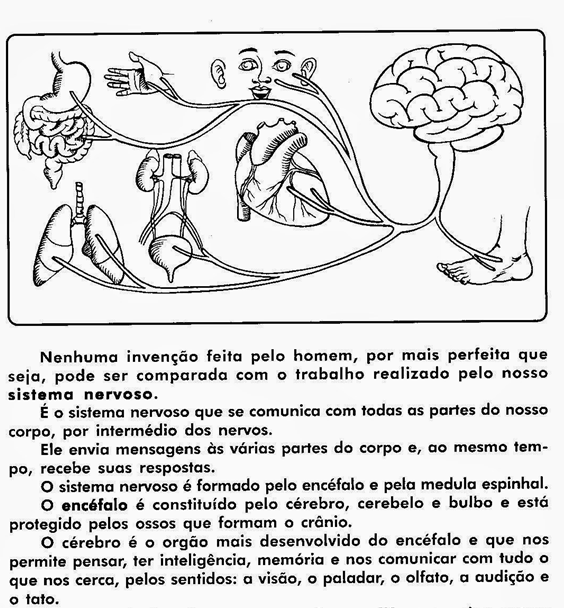 Nenhuma invenção feita pelo homem, por mais perfeita que
seja, pode ser comparada com o trabalho realizado pelo nosso
sistema nervoso.
É o sistema nervoso que se comunica com todas as partes do nosso
corpo, por intermédio dos nervos.
Ele envia mensagens às várias partes do corpo e, ao mesmo tem-
po, recebe suas respostas.
O sistema nervoso é formado pelo encéfalo e pela medula espinhal.
O encéfalo é constituído pelo cérebro, cerebelo e bulbo e está
protegido pelos ossos que formam o crânio.
O cérebro é o orgão mais desenvolvido do encéfalo e que nos
permite pensar, ter inteligência, memória e nos comunicar com tudo o
que nos cerca, pelos sentidos: a visão, o paladar, o olfato, a audição e
o tato.